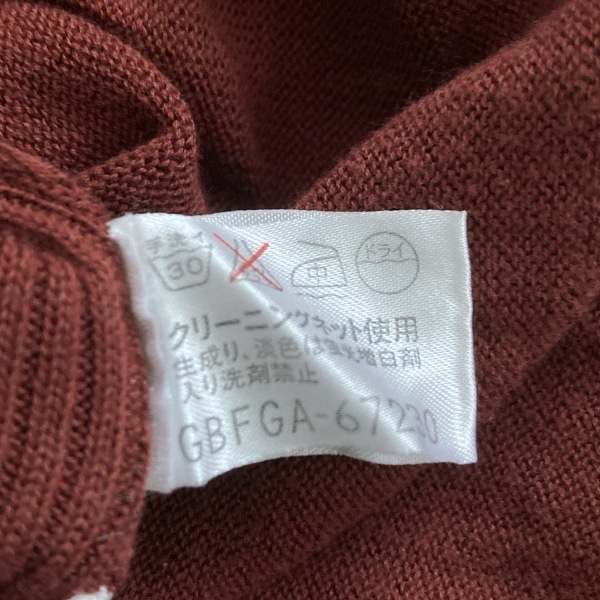 手洗イ 30 中 ドライ
クリーニングネット使用
生成り、淡色は蛍光増白剤
入り洗剤禁止
GBFGA-67230